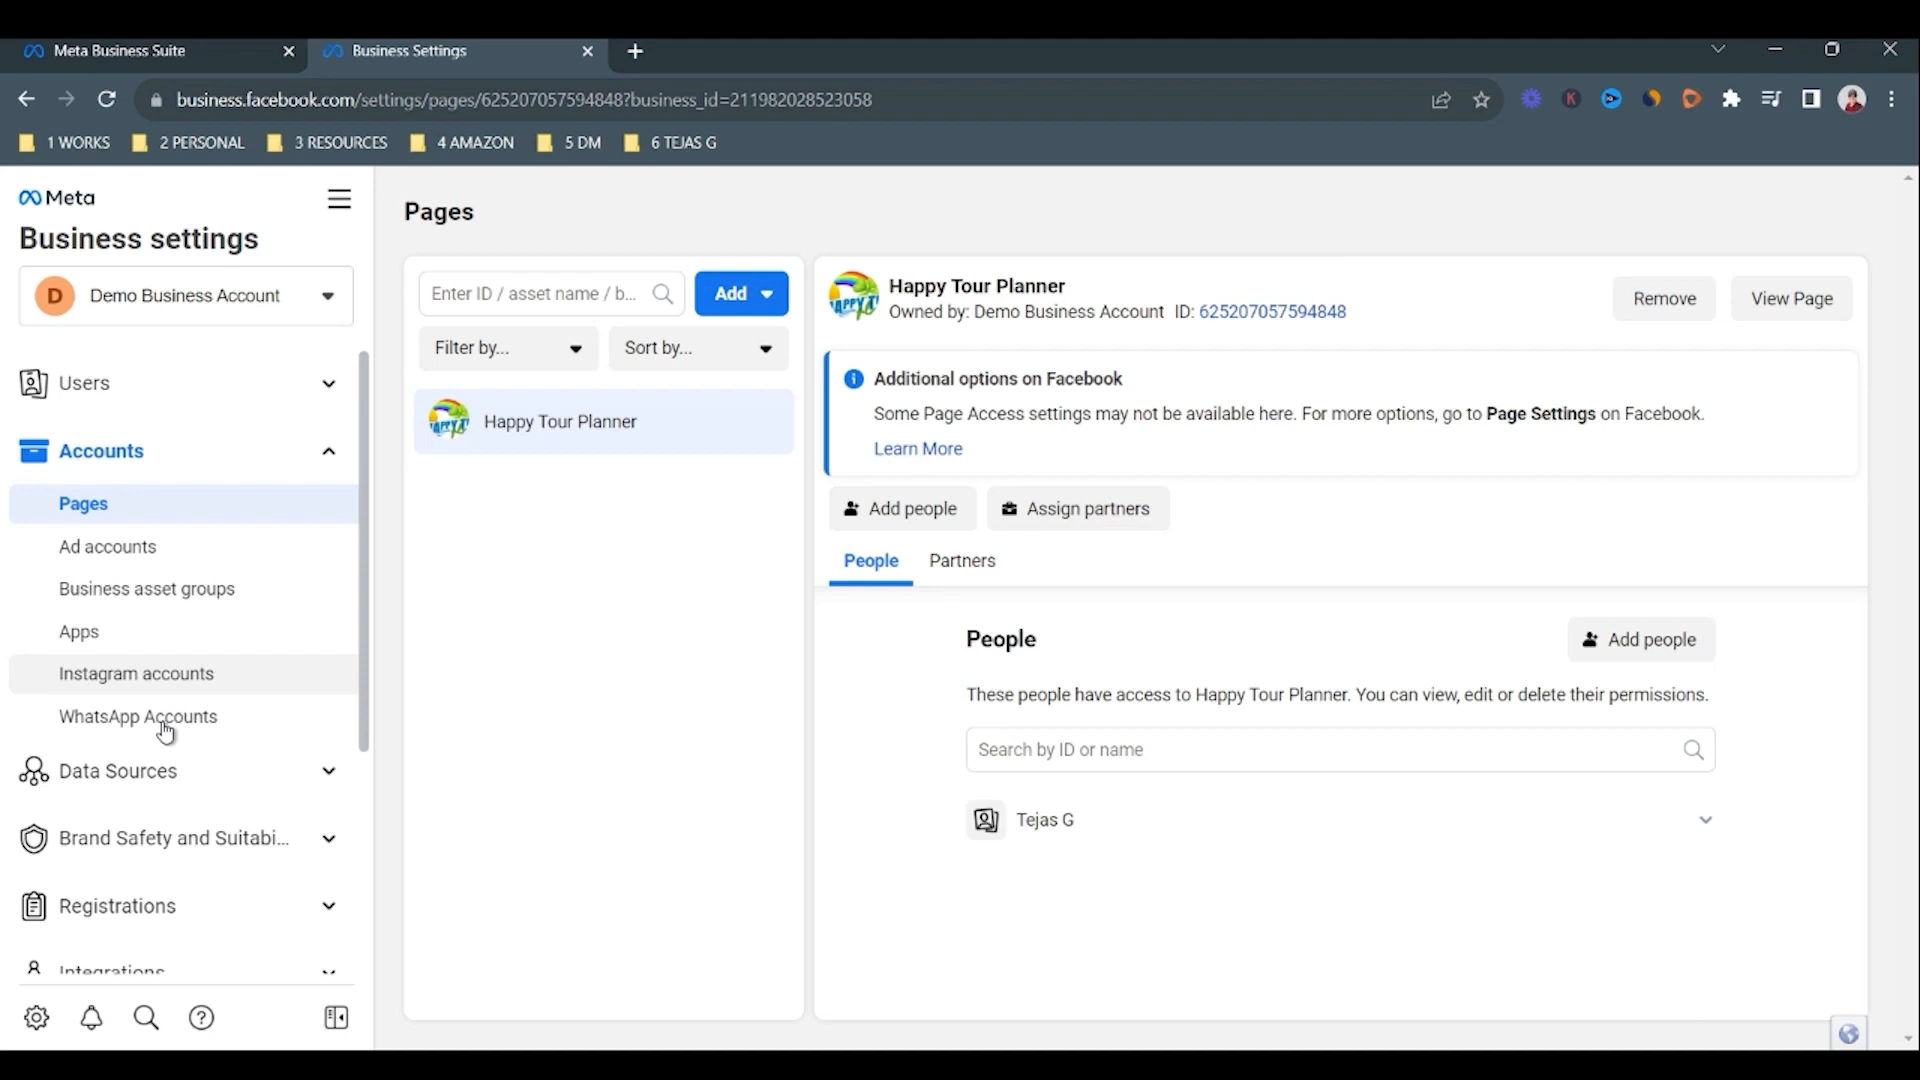 Meta Business Suite
Business Settings
business.facebook.com/settings/pages/625207057594848?business_id=211982028523058
1 WORKS
2 PERSONAL
3 RESOURCES
4 AMAZON
5 DM
6 TEJAS G
Meta
Business settings
D
Demo Business Account
Users
Accounts
Pages
Ad accounts
Business asset groups
Apps
Instagram accounts
WhatsApp Accounts
Data Sources
Brand Safety and Suitabi...
Registrations
Integrations
Pages
Enter ID / asset name / b...
Add
Filter by...
Sort by...
Happy Tour Planner
Happy Tour Planner
Owned by: Demo Business Account ID: 625207057594848
Remove
View Page
Additional options on Facebook
Some Page Access settings may not be available here. For more options, go to Page Settings on Facebook.
Learn More
Add people
Assign partners
People
Partners
People
Add people
These people have access to Happy Tour Planner. You can view, edit or delete their permissions.
Search by ID or name
Tejas G